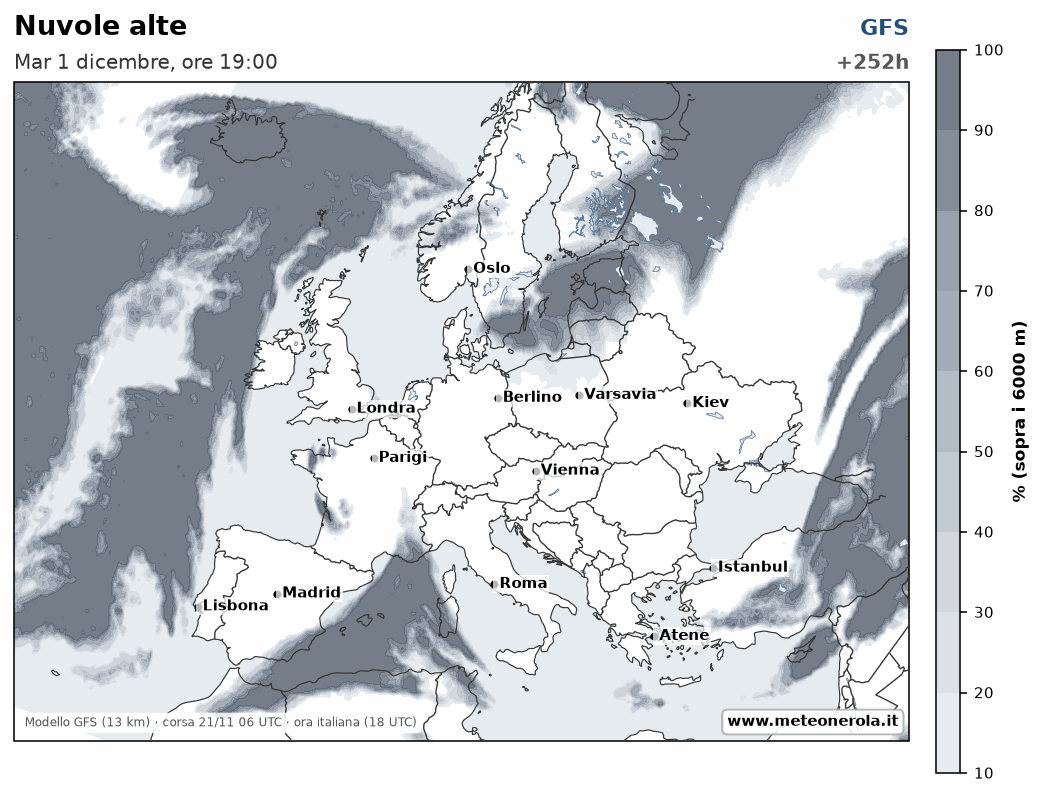 Nuvole alte
GFS
Mar 1 dicembre, ore 19:00
+252h
100
90
80
70
60
50
40
30
20
10
% (sopra i 6000 m)
Oslo
Londra
Berlino
Varsavia
Kiev
Parigi
Vienna
Istanbul
Roma
Madrid
Lisbona
Atene
Modello GFS (13 km) · corsa 21/11 06 UTC · ora italiana (18 UTC)
www.meteonerola.it